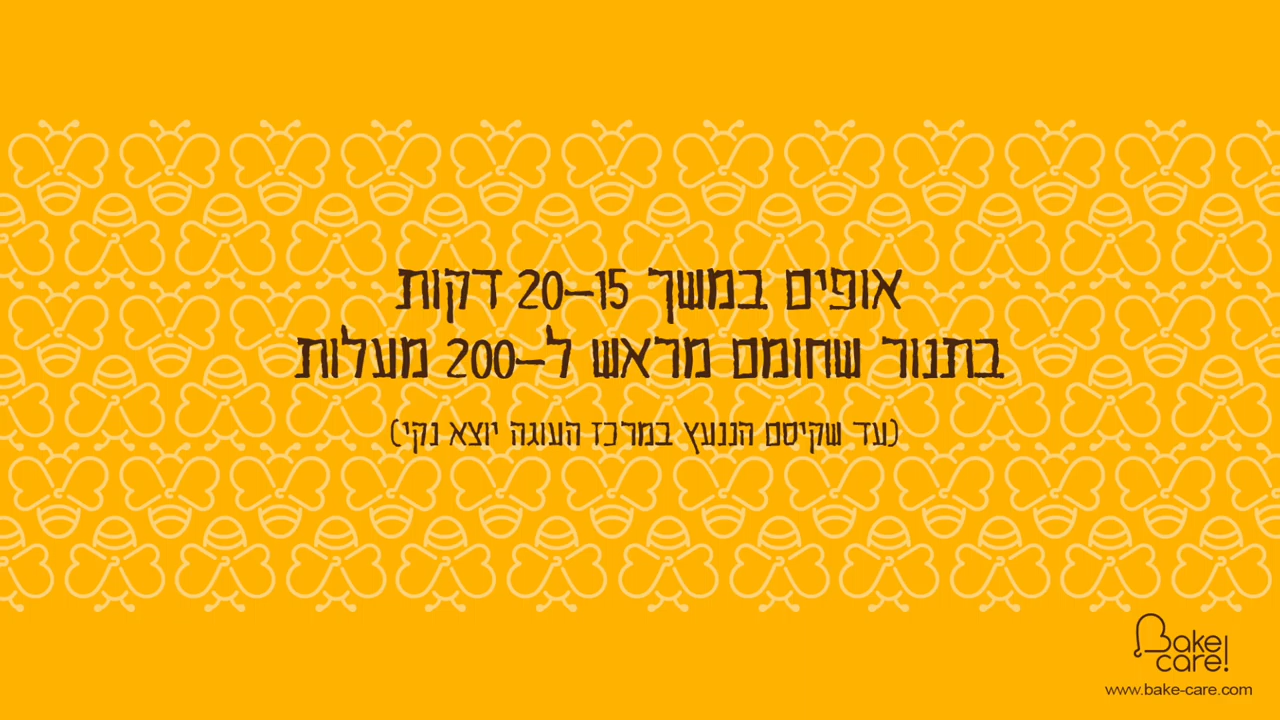 אופים במשך 20–15 דקות
בתנור שחומם מראש ל–200 מעלות
(עד שקיסם הננעץ במרכז העוגה יוצא נקי)
Bake
care!
www.bake-care.com